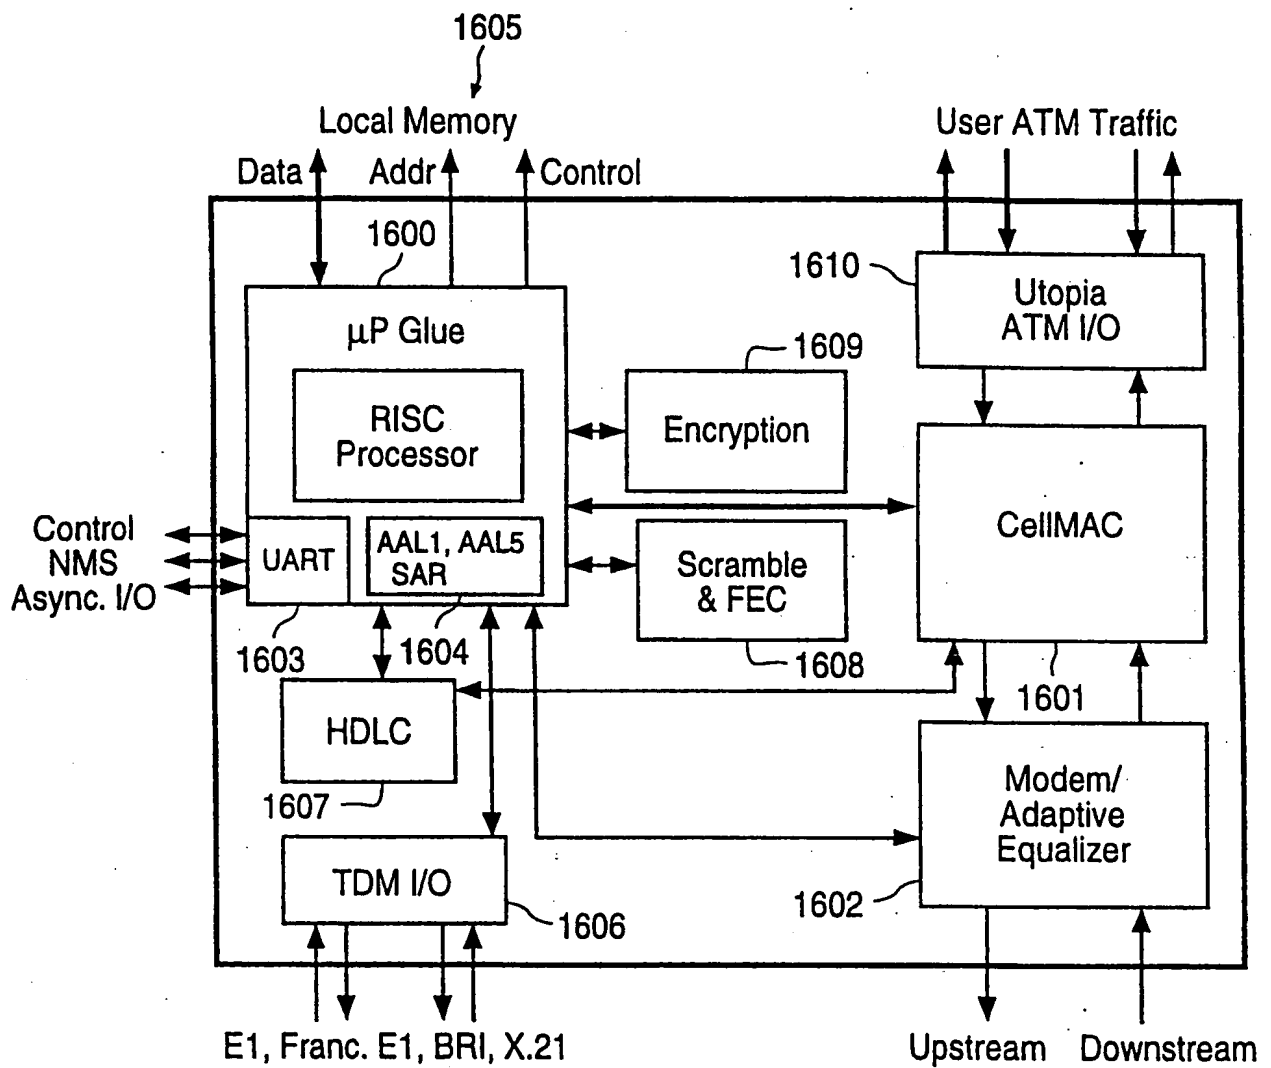 1605
Local Memory
User ATM Traffic
Data
Addr
Control
1600
1610
Utopia
ATM I/O
µP Glue
1609
RISC
Processor
Encryption
CellMAC
Control
NMS
Async. I/O
UART
AAL1, AAL5
SAR
Scramble
& FEC
1603
1604
1608
1601
HDLC
1607
Modem/
Adaptive
Equalizer
TDM I/O
1602
1606
E1, Franc. E1, BRI, X.21
Upstream
Downstream